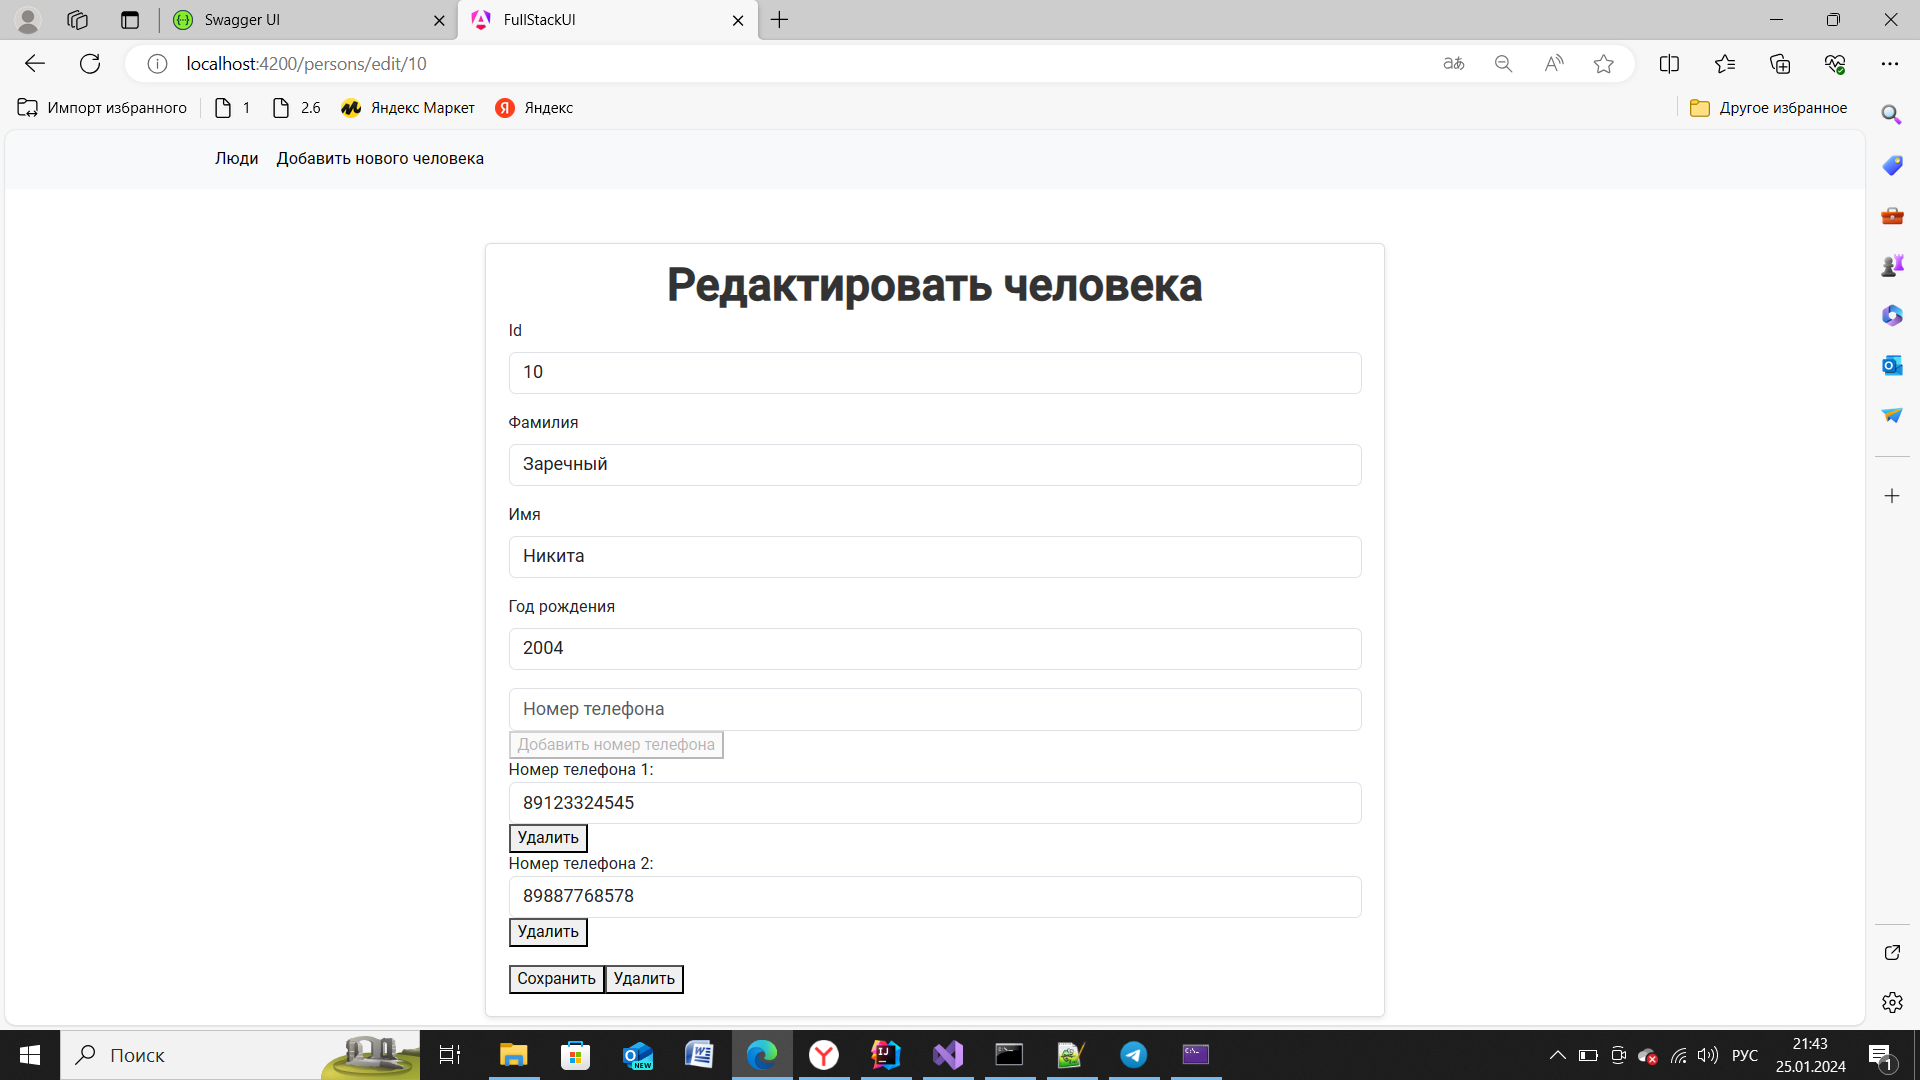 Swagger UI
FullStackUI
localhost:4200/persons/edit/10
Импорт избранного
1
2.6
Яндекс Маркет
Яндекс
Другое избранное
Люди
Добавить нового человека
Редактировать человека
Id
10
Фамилия
Заречный
Имя
Никита
Год рождения
2004
Номер телефона
Добавить номер телефона
Номер телефона 1:
89123324545
Удалить
Номер телефона 2:
89887768578
Удалить
Сохранить
Удалить
Поиск
NEW
РУС
21:43
25.01.2024
1